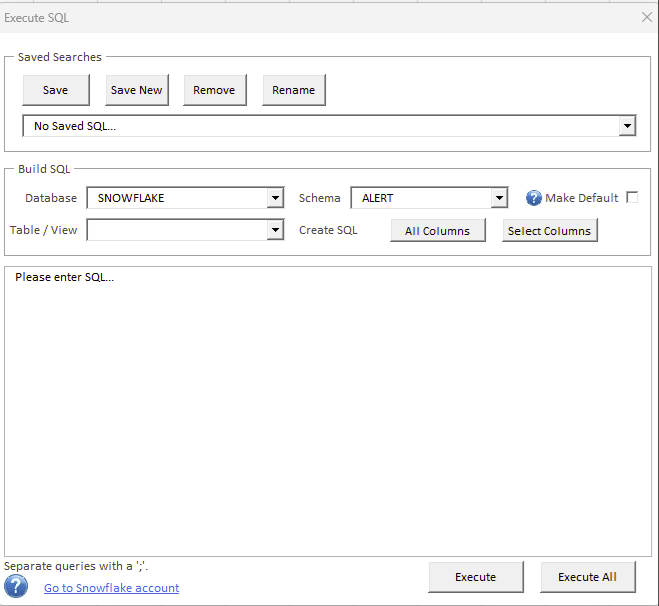 Execute SQL
Saved Searches
Save Save New Remove Rename
No Saved SQL...
Build SQL
Database SNOWFLAKE Schema ALERT ? Make Default
Table / View Create SQL All Columns Select Columns
Please enter SQL...
Separate queries with a ';'.
? Go to Snowflake account Execute Execute All